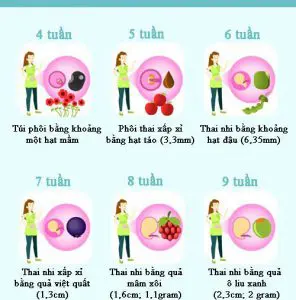 4 tuần
5 tuần
6 tuần
Túi phôi bằng khoảng
một hạt mầm
Phôi thai xấp xỉ
bằng hạt táo (3,3mm)
Thai nhi bằng khoảng
hạt đậu (6,35mm)
7 tuần
8 tuần
9 tuần
Thai nhi xấp xỉ
bằng quả việt quất
(1,3cm)
Thai nhi bằng quả
mâm xôi
(1,6cm; 1,1gram)
Thai nhi bằng quả
ô liu xanh
(2,3cm; 2 gram)